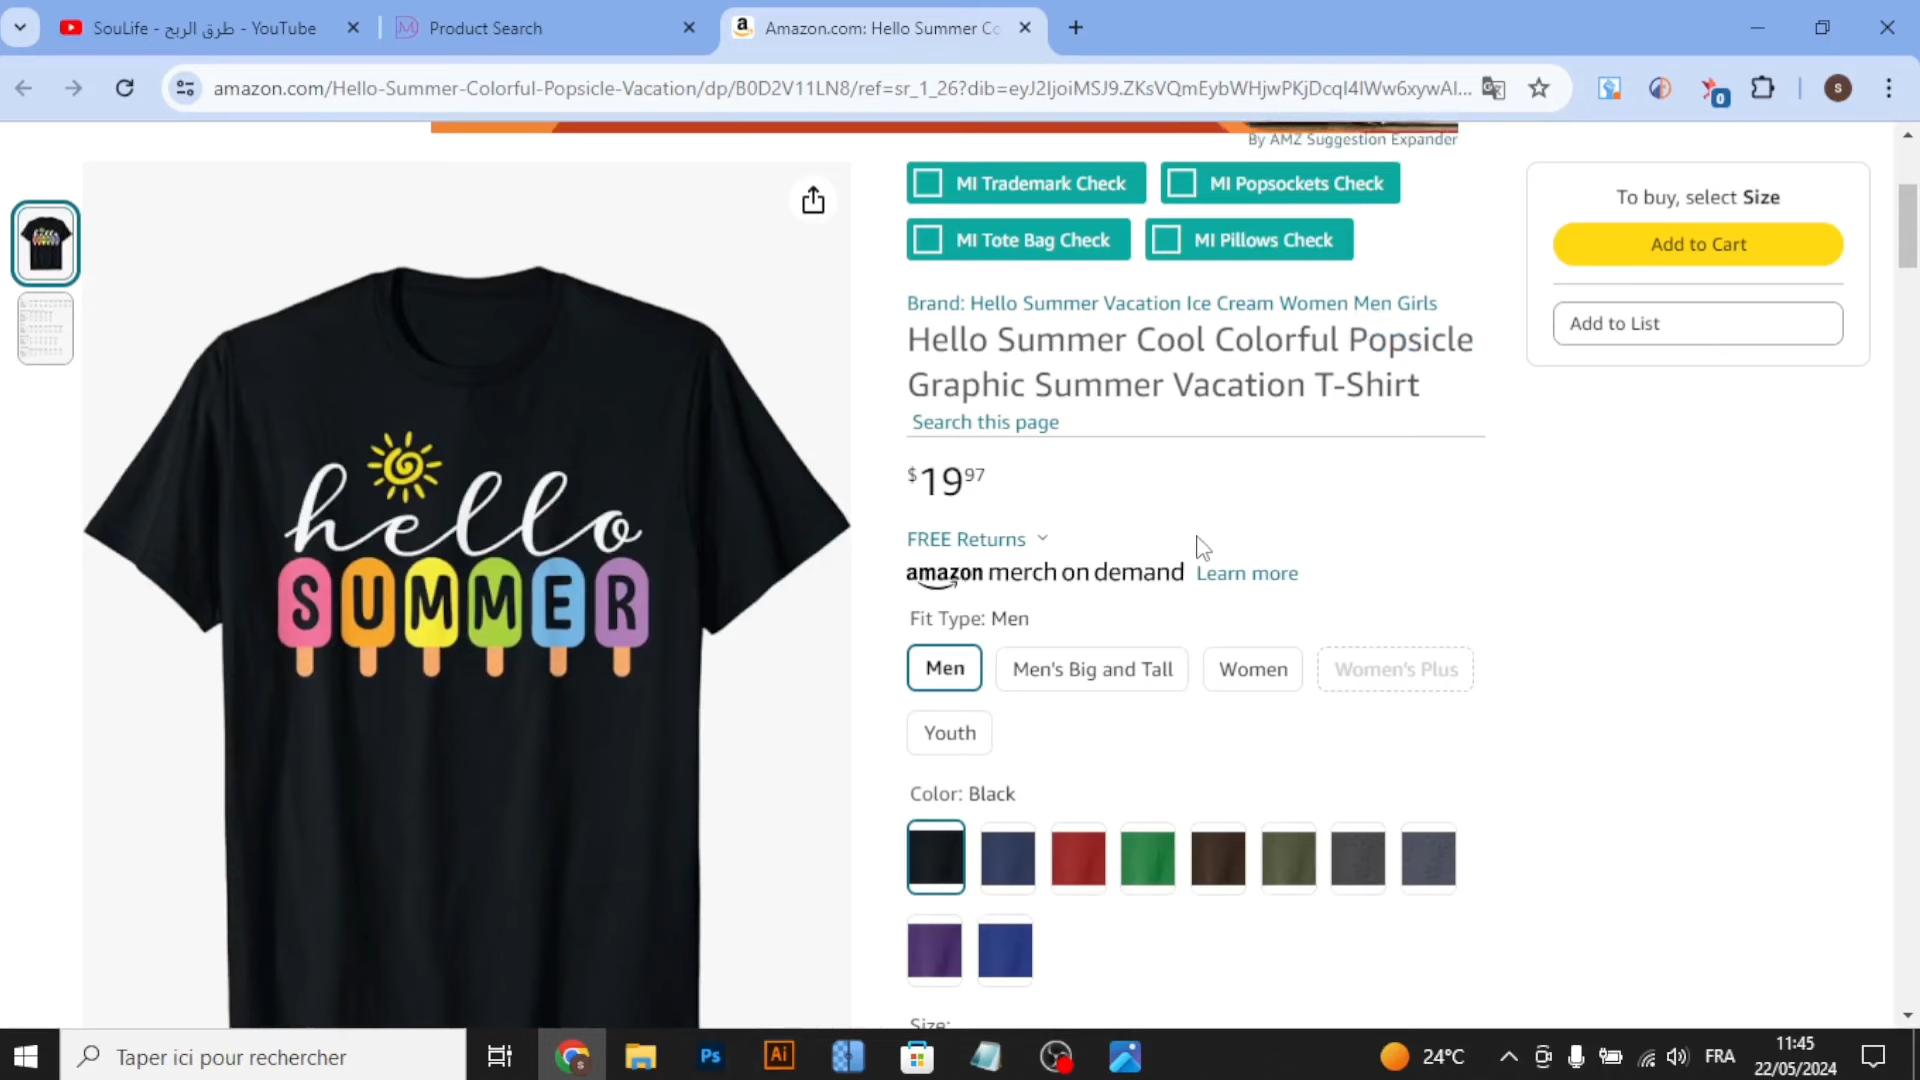 SouLife - طرق الربح - YouTube
Product Search
Amazon.com: Hello Summer Co
amazon.com/Hello-Summer-Colorful-Popsicle-Vacation/dp/B0D2V11LN8/ref=sr_1_26?dib=eyJ2IjoiMSJ9.ZKsVQmEybWHjwPKjDcqI4IWw6xywAI...
0
s
By AMZ Suggestion Expander
MI Trademark Check
MI Popsockets Check
MI Tote Bag Check
MI Pillows Check
Brand: Hello Summer Vacation Ice Cream Women Men Girls
Hello Summer Cool Colorful Popsicle
Graphic Summer Vacation T-Shirt
Search this page
$19.97
FREE Returns
amazon merch on demand Learn more
Fit Type: Men
Men
Men's Big and Tall
Women
Women's Plus
Youth
Color: Black
Size:
To buy, select Size
Add to Cart
Add to List
hello
SUMMER
Taper ici pour rechercher
Ps
Ai
24°C
FRA
11:45
22/05/2024